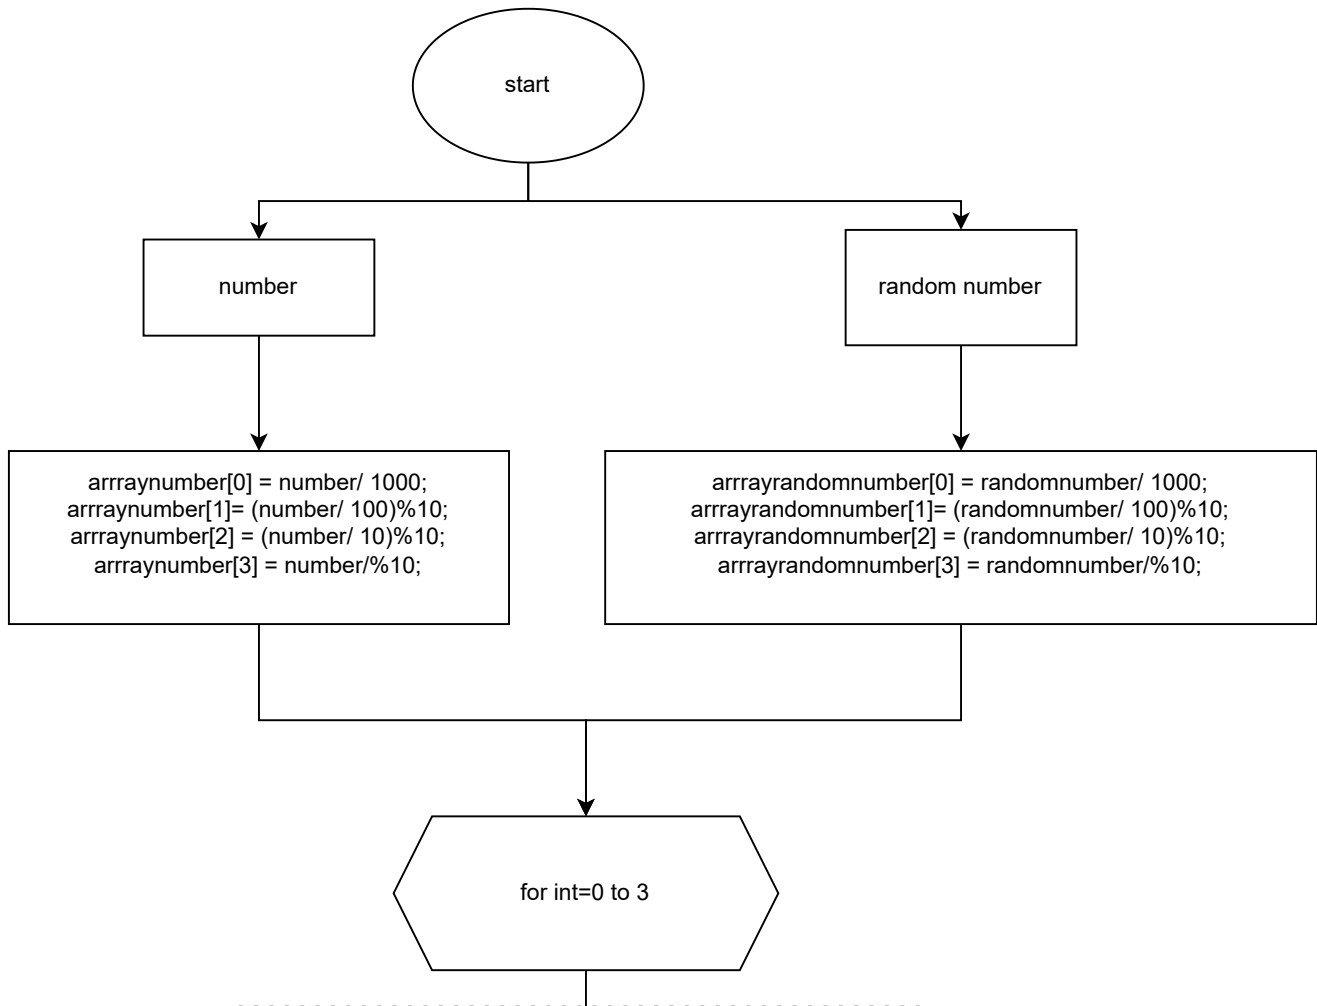 start
number
random number
arrraynumber[0] = number/ 1000;
arrraynumber[1]= (number/ 100)%10;
arrraynumber[2] = (number/ 10)%10;
arrraynumber[3] = number/%10;
arrrayrandomnumber[0] = randomnumber/ 1000;
arrrayrandomnumber[1]= (randomnumber/ 100)%10;
arrrayrandomnumber[2] = (randomnumber/ 10)%10;
arrrayrandomnumber[3] = randomnumber/%10;
for int=0 to 3